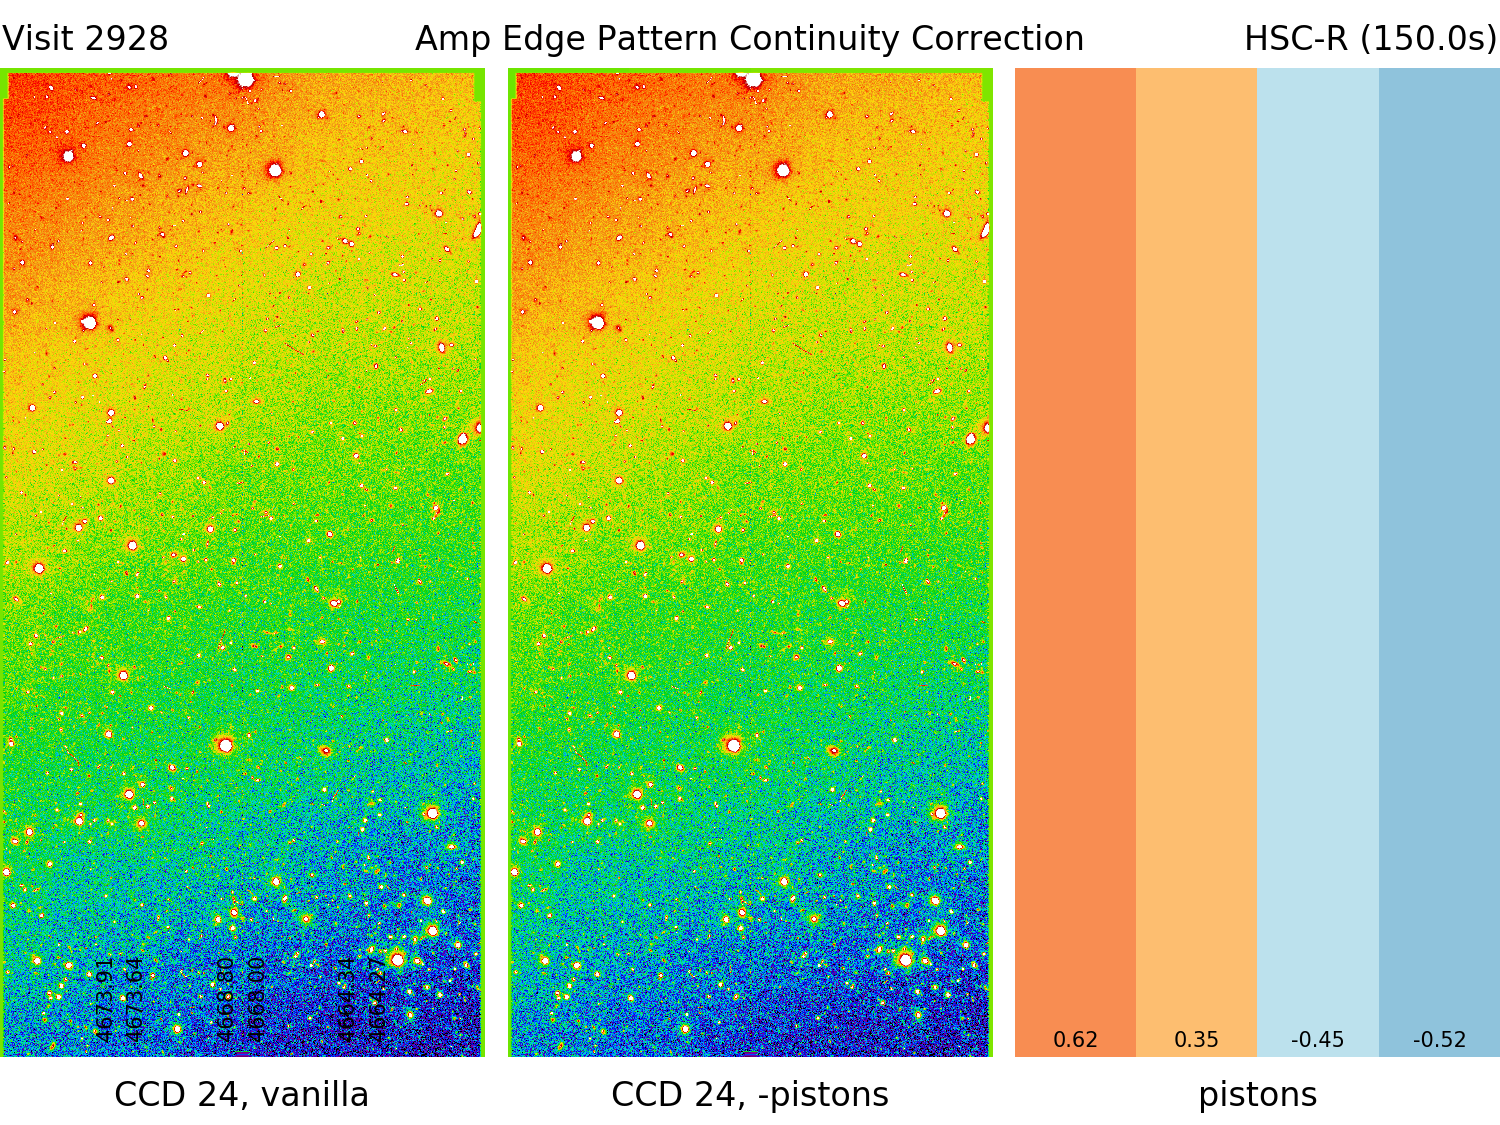 Visit 2928
Amp Edge Pattern Continuity Correction
HSC-R (150.0s)
4673.91
4673.64
4668.80
4668.00
4664.34
4664.27
0.62
0.35
-0.45
-0.52
CCD 24, vanilla
CCD 24, -pistons
pistons